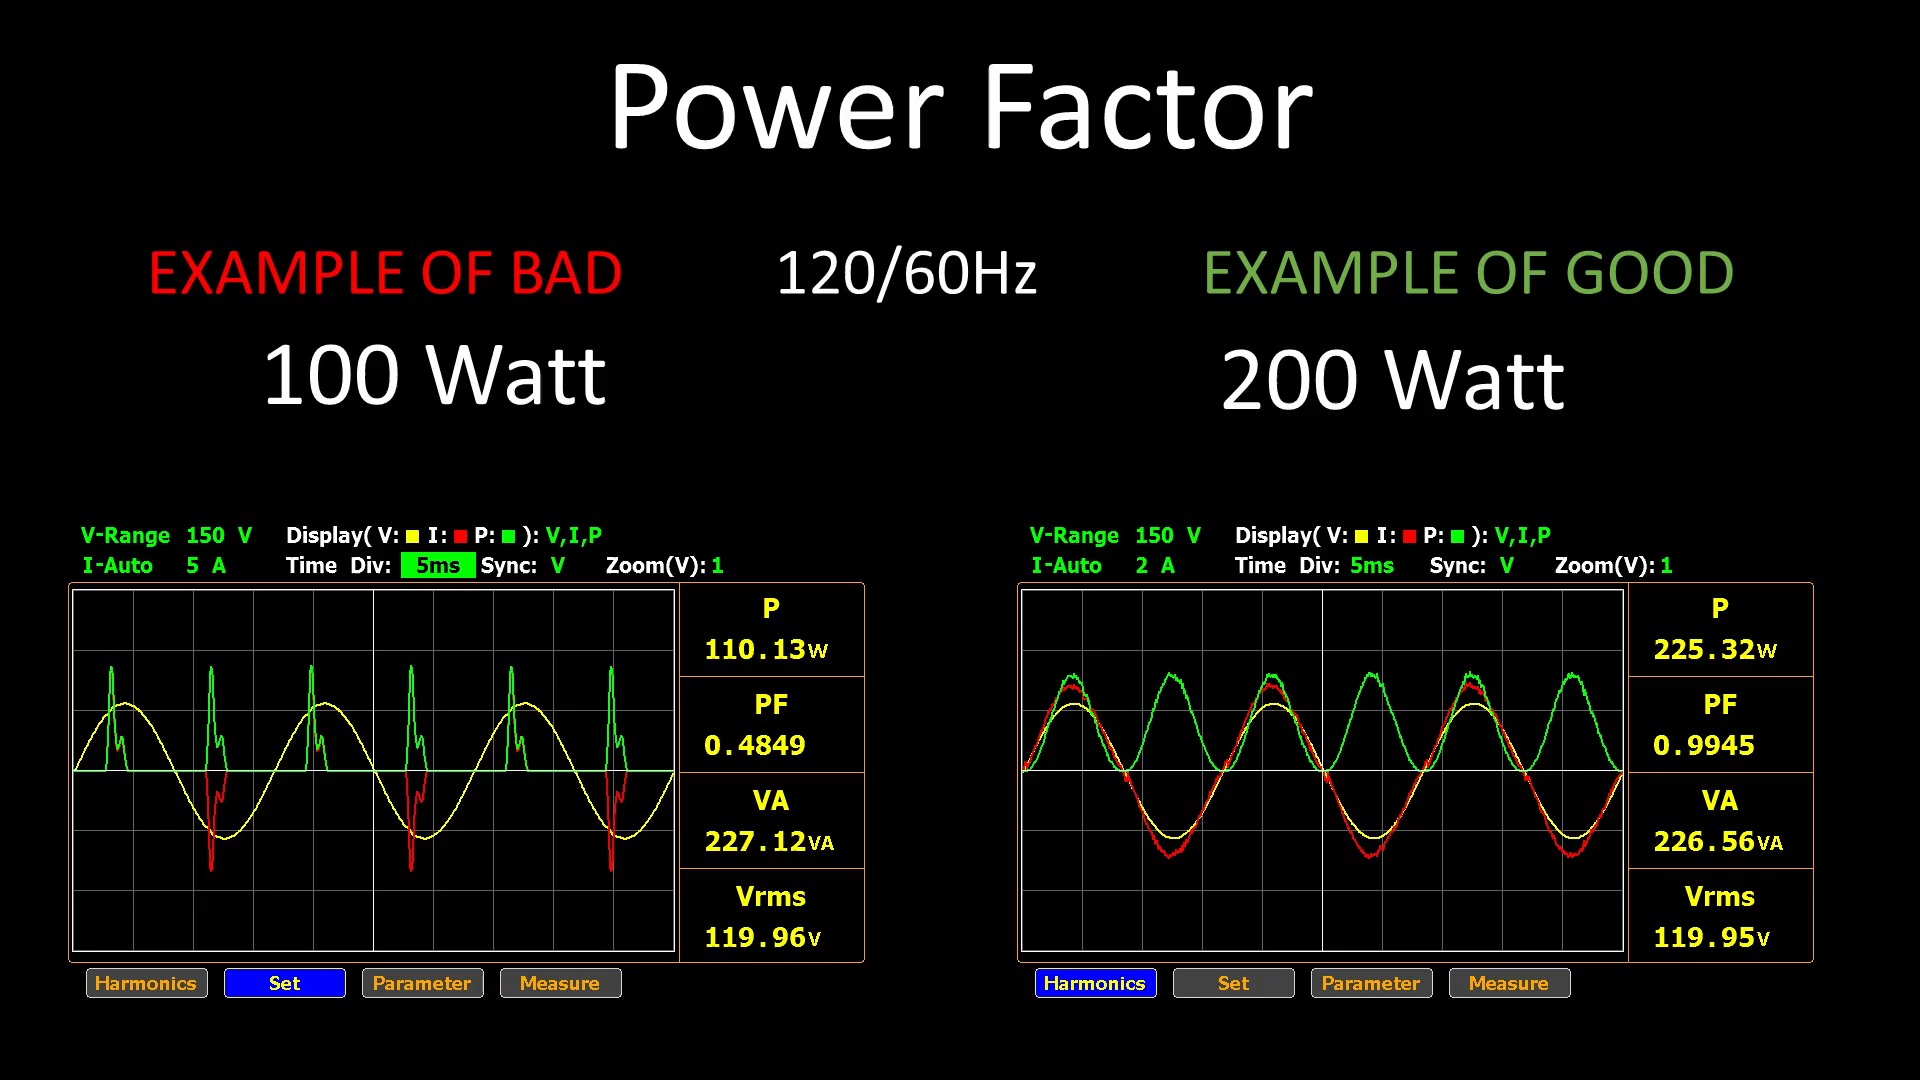 Power Factor
EXAMPLE OF BAD
120/60Hz
EXAMPLE OF GOOD
100 Watt
200 Watt
V-Range 150 V Display( V: I: P: ): V,I,P
I-Auto 5 A Time Div: 5ms Sync: V Zoom(V): 1
P
110.13W
PF
0.4849
VA
227.12VA
Vrms
119.96V
Harmonics Set Parameter Measure
V-Range 150 V Display( V: I: P: ): V,I,P
I-Auto 2 A Time Div: 5ms Sync: V Zoom(V): 1
P
225.32W
PF
0.9945
VA
226.56VA
Vrms
119.95V
Harmonics Set Parameter Measure